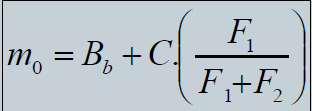 m₀ = B_b + C.(F₁ / (F₁+F₂))